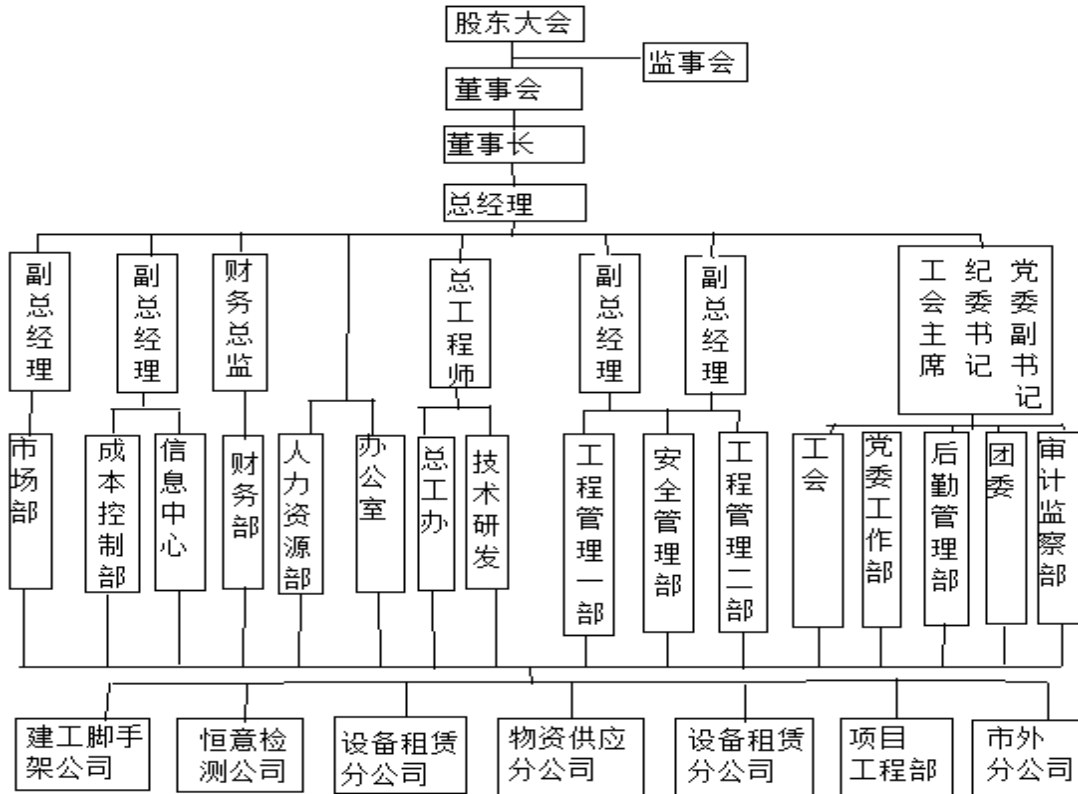 股东大会
监事会
董事会
董事长
总经理
副总经理
副总经理
财务总监
总工程师
副总经理
副总经理
工会主席
纪委书记
党委副书记
市场部
成本控制部
信息中心
财务部
人力资源部
办公室
总工办
技术研发
工程管理一部
安全管理部
工程管理二部
工会
党委工作部
后勤管理部
团委
审计监察部
建工脚手
架公司
恒意检
测公司
设备租赁
分公司
物资供应
分公司
设备租赁
分公司
项目
工程部
市外
分公司